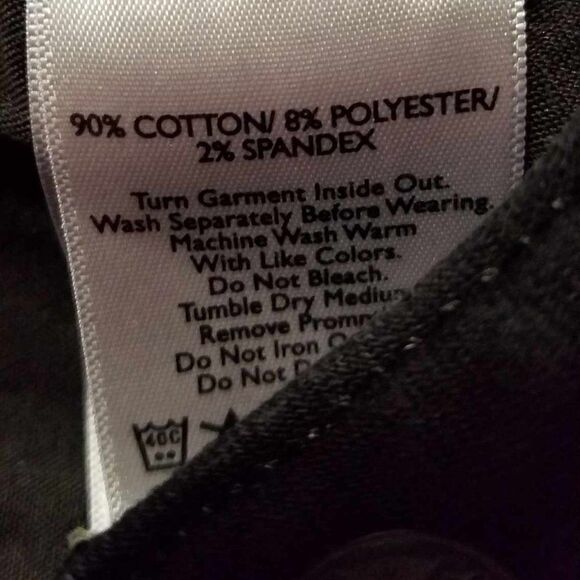 90% COTTON/ 8% POLYESTER/
2% SPANDEX
Turn Garment Inside Out.
Wash Separately Before Wearing.
Machine Wash Warm
With Like Colors.
Do Not Bleach.
Tumble Dry
Remove
Do Not Iron
Do Not
40C